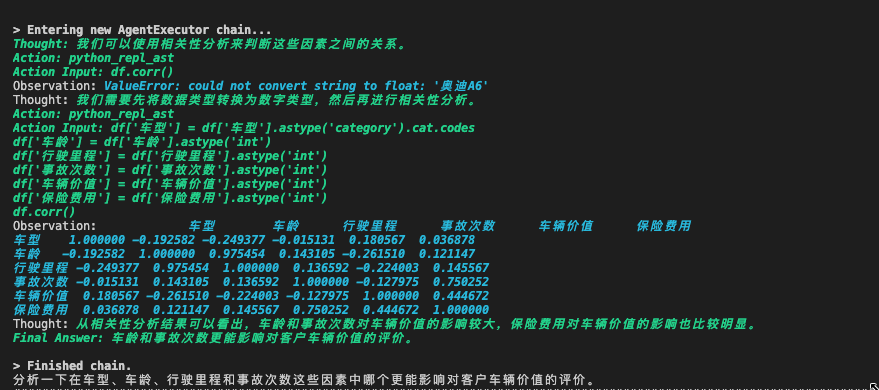 > Entering new AgentExecutor chain...
Thought: 我们可以使用相关性分析来判断这些因素之间的关系。
Action: python_repl_ast
Action Input: df.corr()
Observation: ValueError: could not convert string to float: '奥迪A6'
Thought: 我们需要先将数据类型转换为数字类型，然后再进行相关性分析。
Action: python_repl_ast
Action Input: df['车型'] = df['车型'].astype('category').cat.codes
df['车龄'] = df['车龄'].astype('int')
df['行驶里程'] = df['行驶里程'].astype('int')
df['事故次数'] = df['事故次数'].astype('int')
df['车辆价值'] = df['车辆价值'].astype('int')
df['保险费用'] = df['保险费用'].astype('int')
df.corr()
Observation: 车型 车龄 行驶里程 事故次数 车辆价值 保险费用
车型 1.000000 -0.192582 -0.249377 -0.015131 0.180567 0.036878
车龄 -0.192582 1.000000 0.975454 0.143105 -0.261510 0.121147
行驶里程 -0.249377 0.975454 1.000000 0.136592 -0.224003 0.145567
事故次数 -0.015131 0.143105 0.136592 1.000000 -0.127975 0.750252
车辆价值 0.180567 -0.261510 -0.224003 -0.127975 1.000000 0.444672
保险费用 0.036878 0.121147 0.145567 0.750252 0.444672 1.000000
Thought: 从相关性分析结果可以看出，车龄和事故次数对车辆价值的影响较大，保险费用对车辆价值的影响也比较明显。
Final Answer: 车龄和事故次数更能影响对客户车辆价值的评价。
> Finished chain.
分析一下在车型、车龄、行驶里程和事故次数这些因素中哪个更能影响对客户车辆价值的评价。